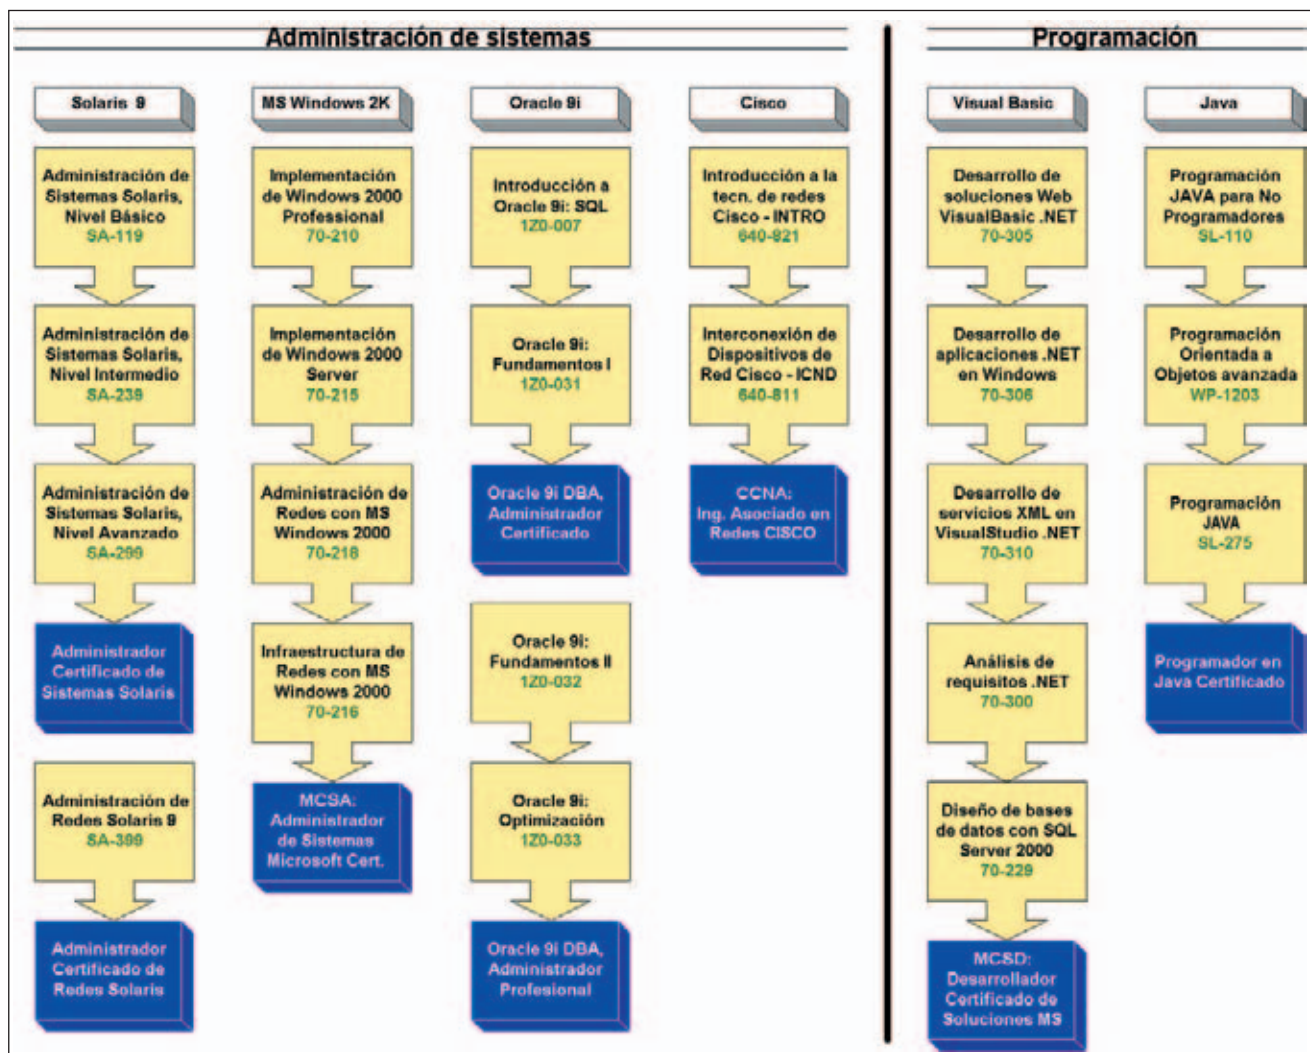 Administración de sistemas
Solaris 9
Administración de
Sistemas Solaris,
Nivel Básico
SA-119
Administración de
Sistemas Solaris,
Nivel Intermedio
SA-239
Administración de
Sistemas Solaris,
Nivel Avanzado
SA-299
Administrador
Certificado de
Sistemas Solaris
Administración de
Redes Solaris 9
SA-399
Administrador
Certificado de
Redes Solaris
MS Windows 2K
Implementación
de Windows 2000
Professional
70-210
Implementación
de Windows 2000
Server
70-215
Administración de
Redes con MS
Windows 2000
70-218
Infraestructura de
Redes con MS
Windows 2000
70-216
MCSA:
Administrador
de Sistemas
Microsoft Cert.
Oracle 9i
Introducción a
Oracle 9i: SQL
1Z0-007
Oracle 9i:
Fundamentos I
1Z0-031
Oracle 9i DBA,
Administrador
Certificado
Oracle 9i:
Fundamentos II
1Z0-032
Oracle 9i:
Optimización
1Z0-033
Oracle 9i DBA,
Administrador
Profesional
Cisco
Introducción a la
tecn. de redes
Cisco - INTRO
640-821
Interconexión de
Dispositivos de
Red Cisco - ICND
640-811
CCNA:
Ing. Asociado en
Redes CISCO
Programación
Visual Basic
Desarrollo de
soluciones Web
VisualBasic .NET
70-305
Desarrollo de
aplicaciones .NET
en Windows
70-306
Desarrollo de
servicios XML en
VisualStudio .NET
70-310
Análisis de
requisitos .NET
70-300
Diseño de bases
de datos con SQL
Server 2000
70-229
MCSD:
Desarrollador
Certificado de
Soluciones MS
Java
Programación
JAVA para No
Programadores
SL-110
Programación
Orientada a
Objetos avanzada
WP-1203
Programación
JAVA
SL-275
Programador en
Java Certificado